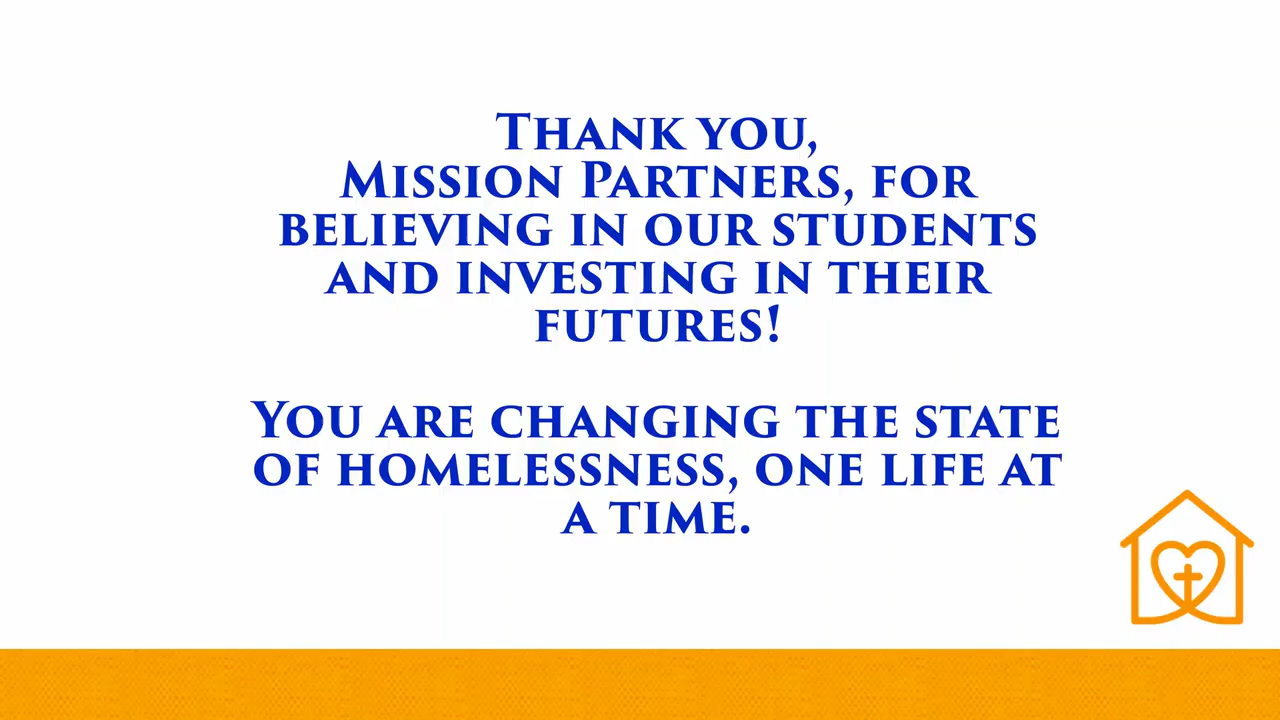 Thank you,
Mission Partners, for
believing in our students
and investing in their
futures!
You are changing the state
of homelessness, one life at
a time.